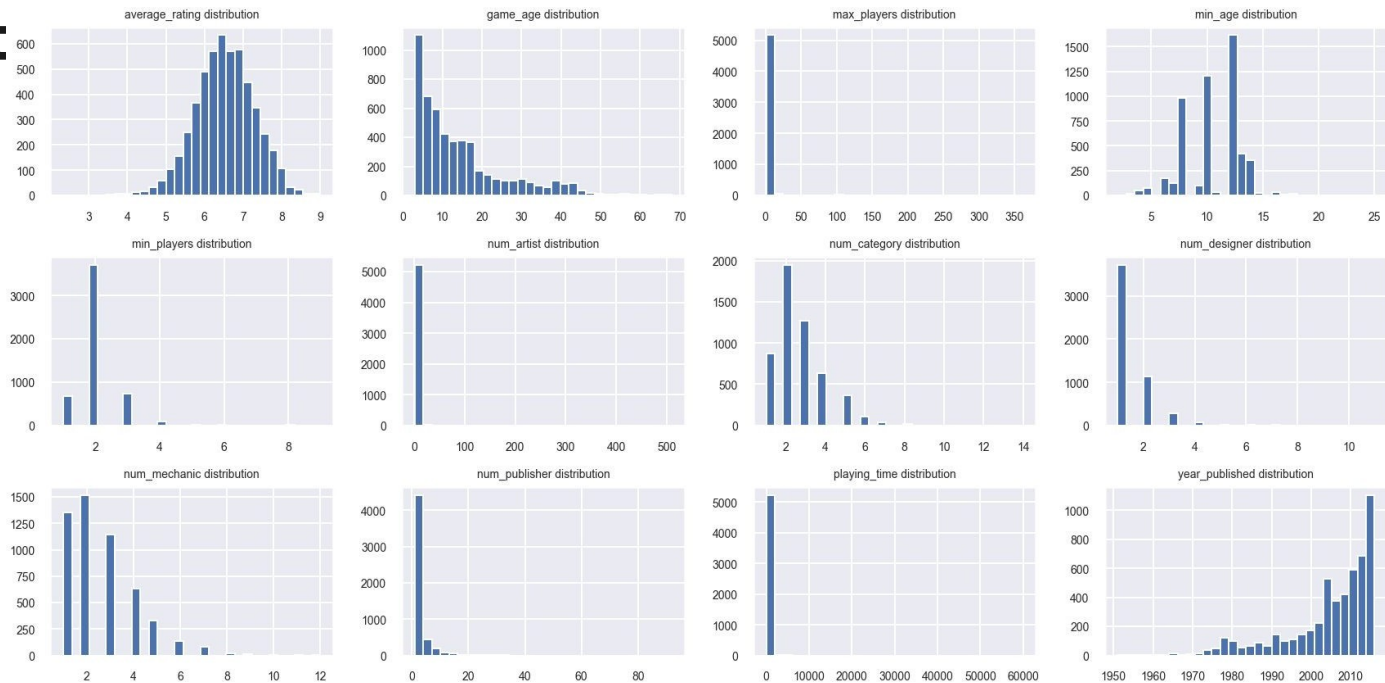 average_rating distribution
game_age distribution
max_players distribution
min_age distribution
600
500
400
300
200
100
0
3 4 5 6 7 8 9
1000
800
600
400
200
0
0 10 20 30 40 50 60 70
5000
4000
3000
2000
1000
0
0 50 100 150 200 250 300 350
1500
1250
1000
750
500
250
0
5 10 15 20 25
min_players distribution
num_artist distribution
num_category distribution
num_designer distribution
3000
2000
1000
0
2 4 6 8
5000
4000
3000
2000
1000
0
0 100 200 300 400 500
2000
1500
1000
500
0
2 4 6 8 10 12 14
3000
2000
1000
0
2 4 6 8 10
num_mechanic distribution
num_publisher distribution
playing_time distribution
year_published distribution
1500
1250
1000
750
500
250
0
2 4 6 8 10 12
4000
3000
2000
1000
0
0 20 40 60 80
5000
4000
3000
2000
1000
0
0 10000 20000 30000 40000 50000 60000
1000
800
600
400
200
0
1950 1960 1970 1980 1990 2000 2010